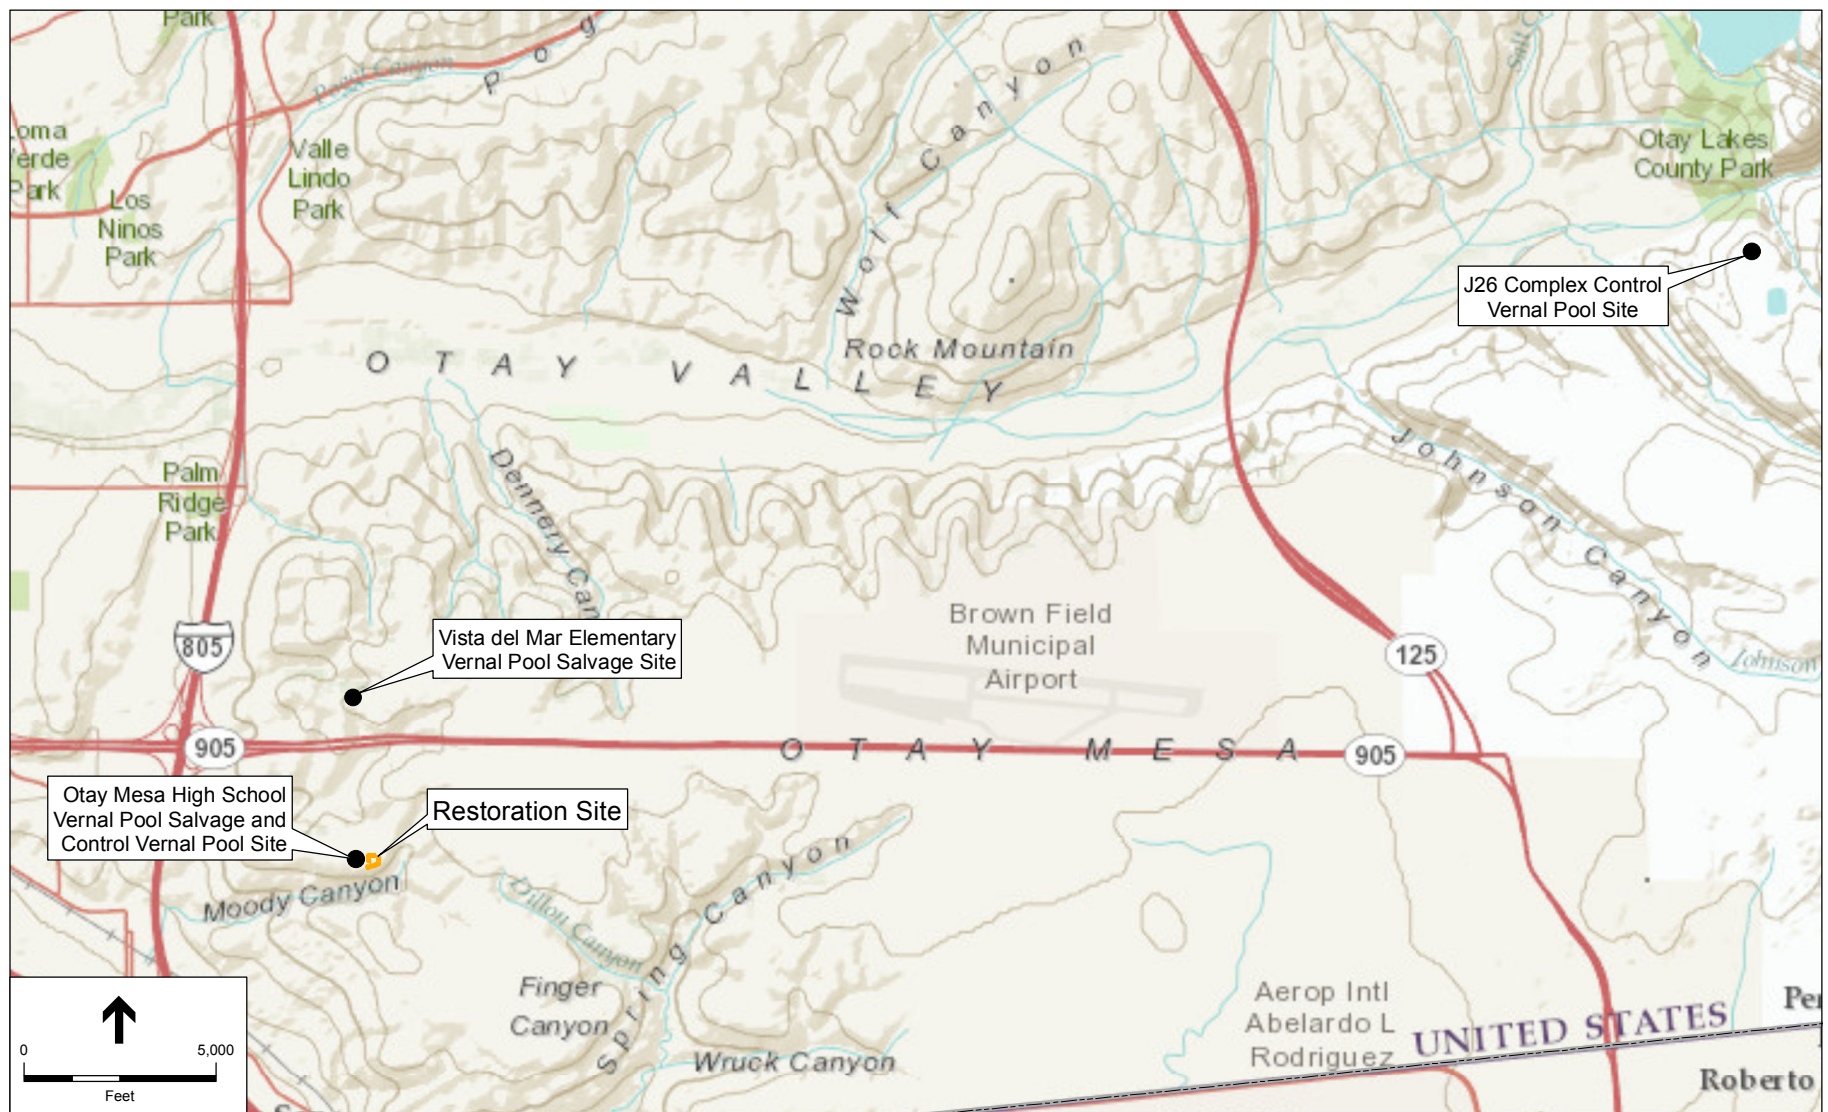 Park
Poggi Canyon
P o g
Wolf Canyon
Salt C
oma
erde
Park
Los
Ninos
Park
Valle
Lindo
Park
Otay Lakes
County Park
J26 Complex Control
Vernal Pool Site
Rock Mountain
OTAY VALLEY
Palm
Ridge
Park
Dennery Can
Johnson Canyon
Johnson
Brown Field
Municipal
Airport
805
Vista del Mar Elementary
Vernal Pool Salvage Site
125
905
OTAY MESA
905
Otay Mesa High School
Vernal Pool Salvage and
Control Vernal Pool Site
Restoration Site
Moody Canyon
Dillon Canyon
Spring Canyon
Finger
Canyon
Wruck Canyon
Aerop Intl
Abelardo L
Rodriguez
UNITED STATES
Pe
Roberto
0 5,000
Feet